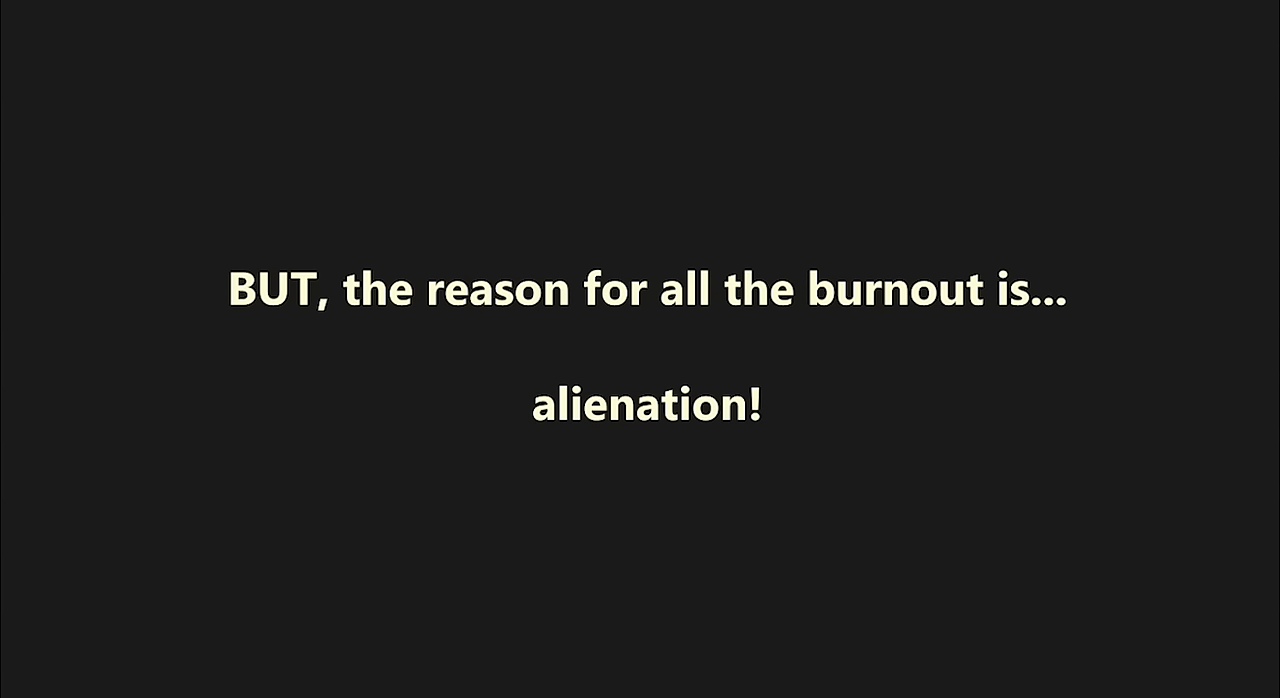 BUT, the reason for all the burnout is...
alienation!